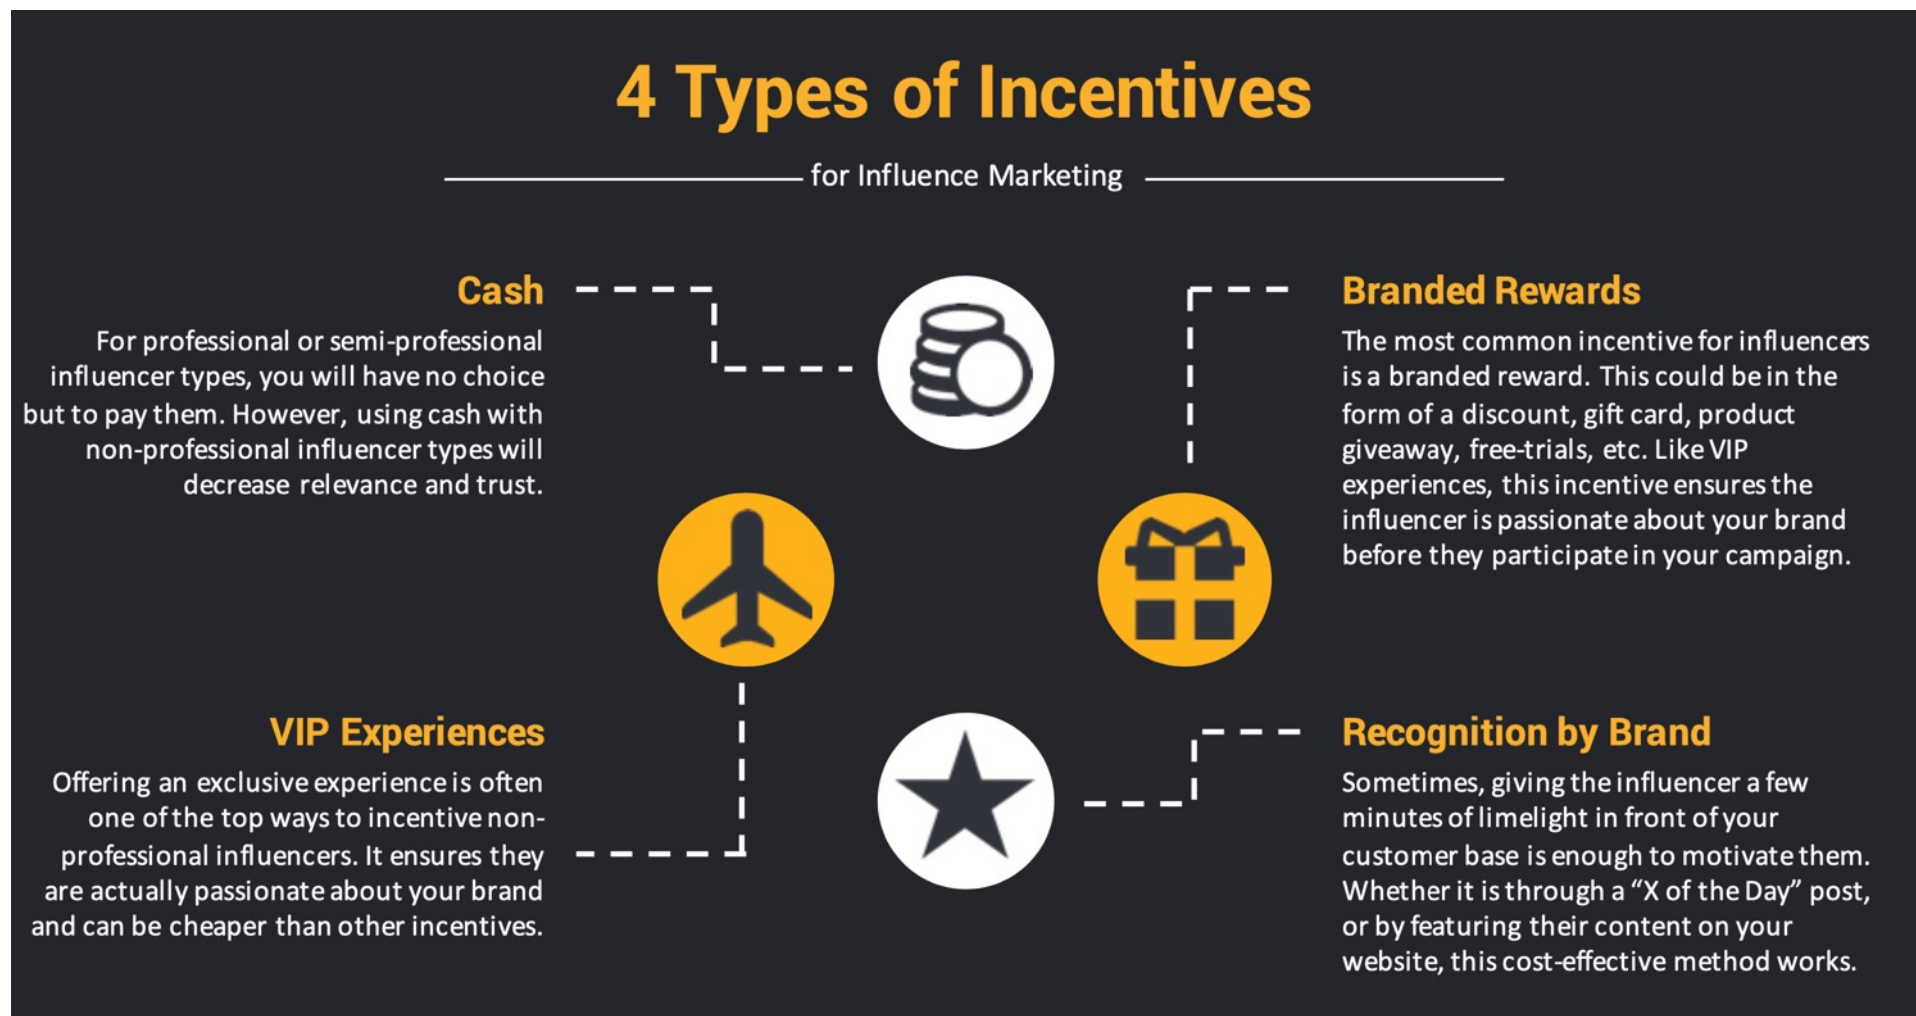 4 Types of Incentives
for Influence Marketing
Cash
For professional or semi-professional
influencer types, you will have no choice
but to pay them. However, using cash with
non-professional influencer types will
decrease relevance and trust.
Branded Rewards
The most common incentive for influencers
is a branded reward. This could be in the
form of a discount, gift card, product
giveaway, free-trials, etc. Like VIP
experiences, this incentive ensures the
influencer is passionate about your brand
before they participate in your campaign.
VIP Experiences
Offering an exclusive experience is often
one of the top ways to incentive non-
professional influencers. It ensures they
are actually passionate about your brand
and can be cheaper than other incentives.
Recognition by Brand
Sometimes, giving the influencer a few
minutes of limelight in front of your
customer base is enough to motivate them.
Whether it is through a “X of the Day” post,
or by featuring their content on your
website, this cost-effective method works.